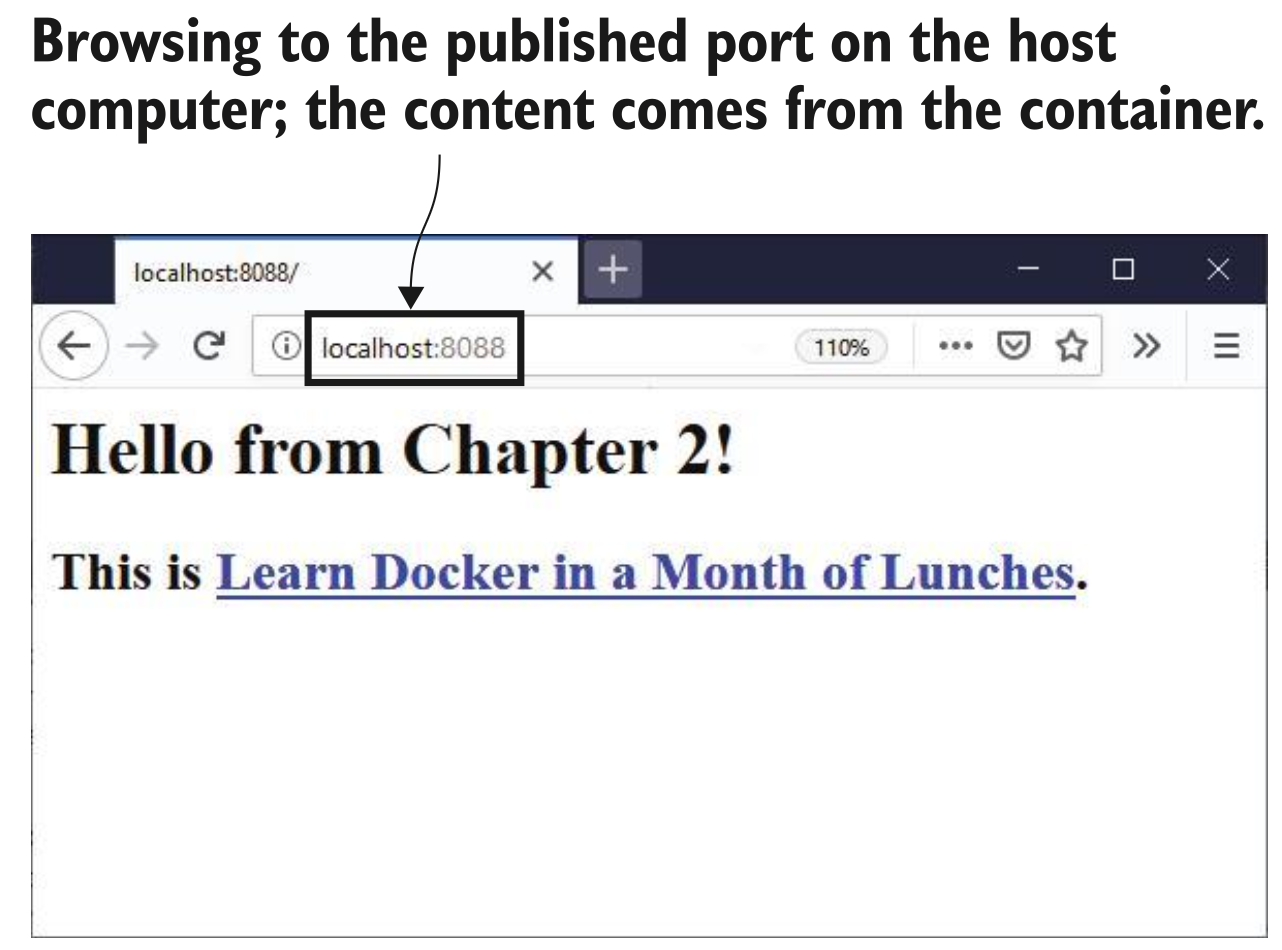 Browsing to the published port on the host
computer; the content comes from the container.
localhost:8088/
localhost:8088
110%
Hello from Chapter 2!
This is Learn Docker in a Month of Lunches.